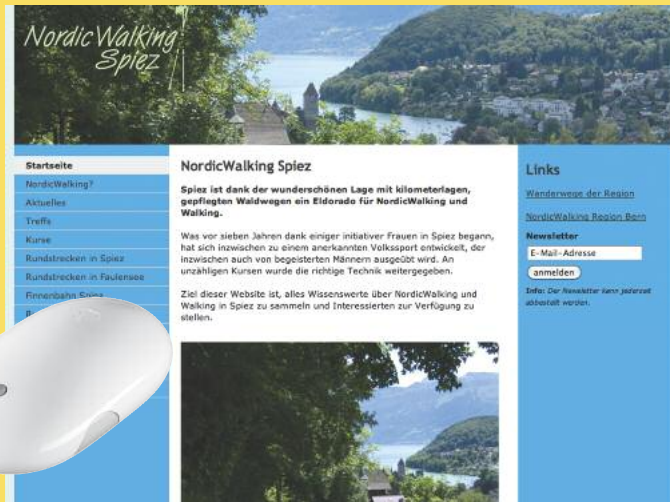 NordicWalking
Spiez
Startseite
NordicWalking?
Aktuelles
Treffs
Kurse
Rundstrecken in Spiez
Rundstrecken in Faulensee
Finnenbahn Spiez
NordicWalking Spiez
Spiez ist dank der wunderschönen Lage mit kilometerlagen,
gepflegten Waldwegen ein Eldorado für NordicWalking und
Walking.
Was vor sieben Jahren dank einiger initiativer Frauen in Spiez begann,
hat sich inzwischen zu einem anerkannten Volkssport entwickelt, der
inzwischen auch von begeisterten Männern ausgeübt wird. An
unzähligen Kursen wurde die richtige Technik weitergegeben.
Ziel dieser Website ist, alles Wissenswerte über NordicWalking und
Walking in Spiez zu sammeln und Interessierten zur Verfügung zu
stellen.
Links
Wanderwege der Region
NordicWalking Region Bern
Newsletter
E-Mail-Adresse
anmelden
Info: Der Newsletter kann jederzeit
abbestellt werden.